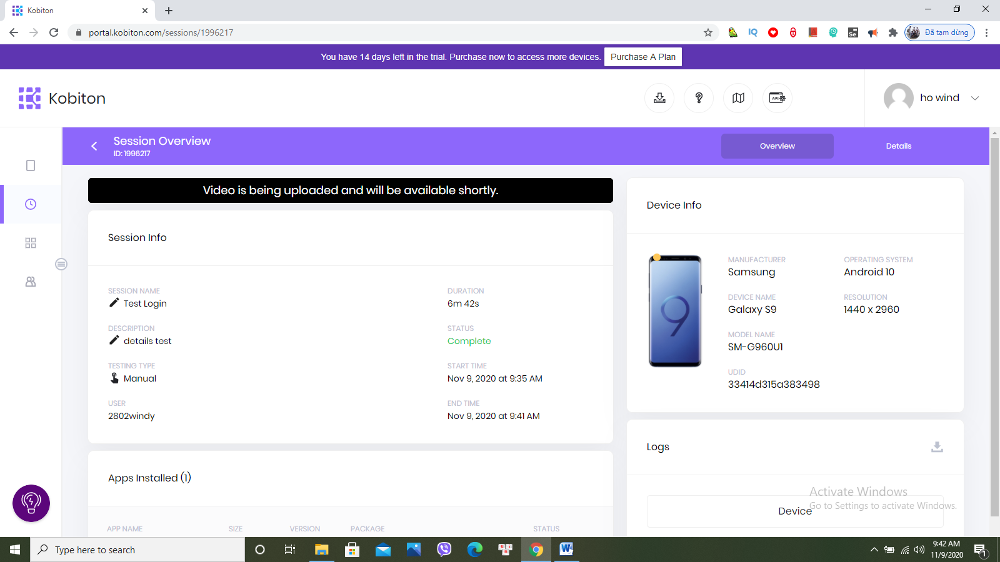 Kobiton
portal.kobiton.com/sessions/1996217
Đã tạm dừng
You have 14 days left in the trial. Purchase now to access more devices. Purchase A Plan
Kobiton
API
ho wind
Session Overview
ID: 1996217
Overview
Details
Video is being uploaded and will be available shortly.
Session Info
SESSION NAME
Test Login
DURATION
6m 42s
DESCRIPTION
details test
STATUS
Complete
TESTING TYPE
Manual
START TIME
Nov 9, 2020 at 9:35 AM
USER
2802windy
END TIME
Nov 9, 2020 at 9:41 AM
Apps Installed (1)
APP NAME SIZE VERSION PACKAGE STATUS
Device Info
9
MANUFACTURER
Samsung
OPERATING SYSTEM
Android 10
DEVICE NAME
Galaxy S9
RESOLUTION
1440 x 2960
MODEL NAME
SM-G960U1
UDID
33414d315a383498
Logs
Device
Activate Windows
Go to Settings to activate Windows.
Type here to search
9:42 AM
11/9/2020
1